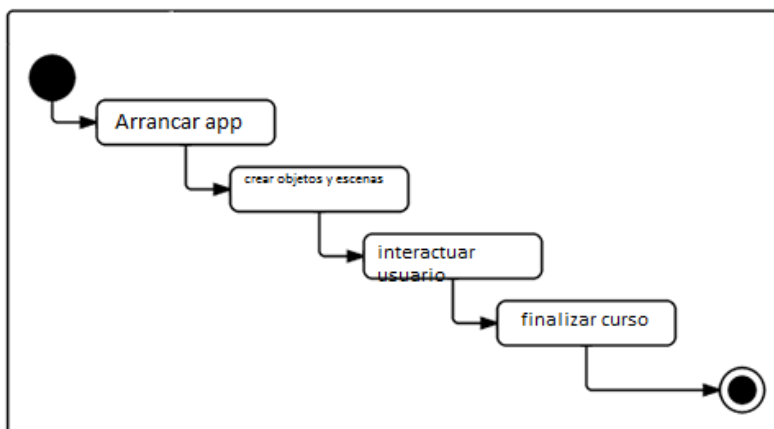 Arrancar app
crear objetos y escenas
interactuar
usuario
finalizar curso